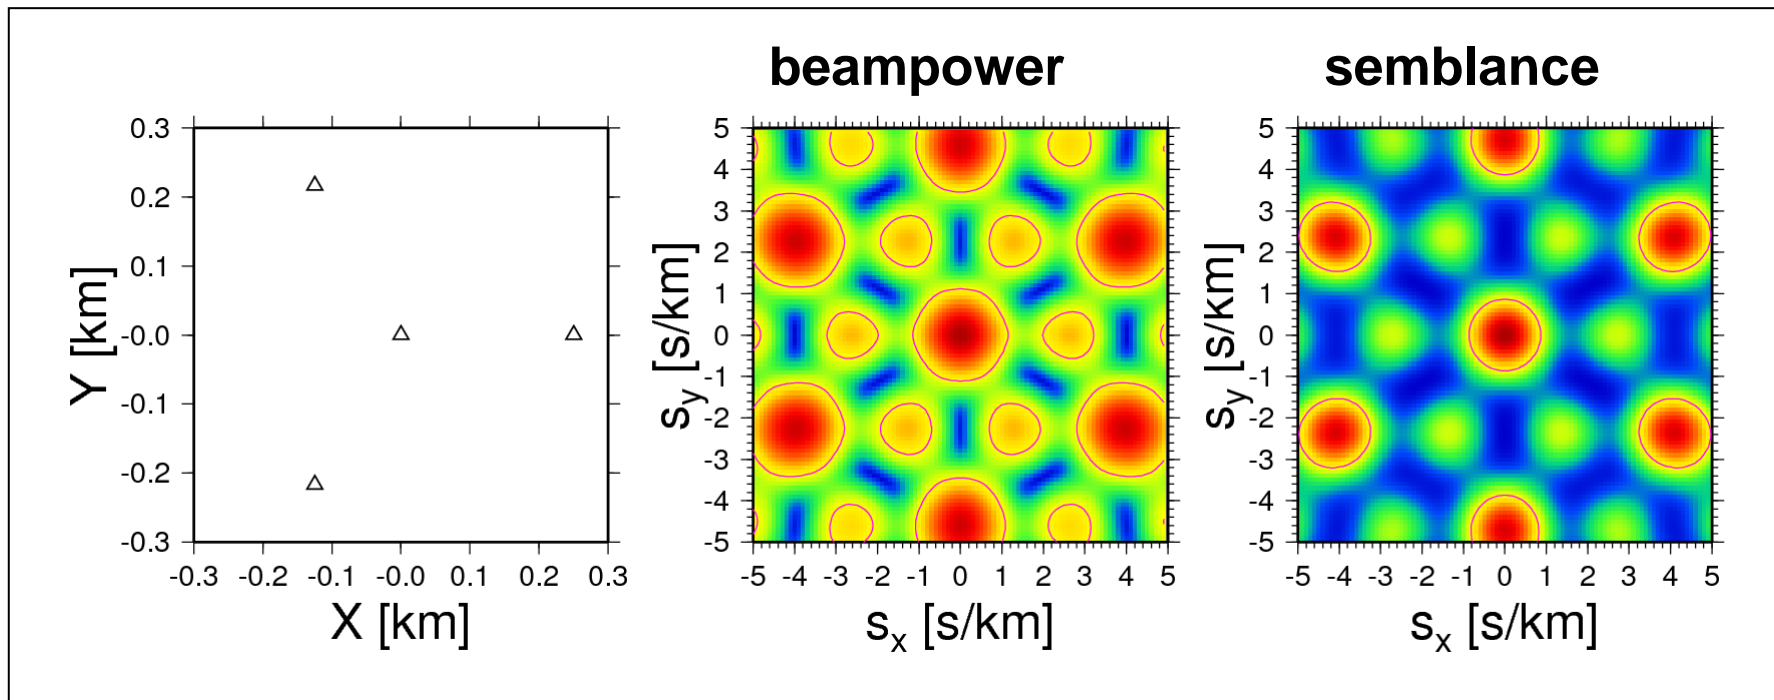 beampower semblance
0.3
0.2
0.1
-0.0
-0.1
-0.2
-0.3
Y [km]
-0.3 -0.2 -0.1 -0.0 0.1 0.2 0.3
X [km]
5
4
3
2
1
0
-1
-2
-3
-4
-5
sy [s/km]
-5 -4 -3 -2 -1 0 1 2 3 4 5
sx [s/km]
5
4
3
2
1
0
-1
-2
-3
-4
-5
sy [s/km]
-5 -4 -3 -2 -1 0 1 2 3 4 5
sx [s/km]